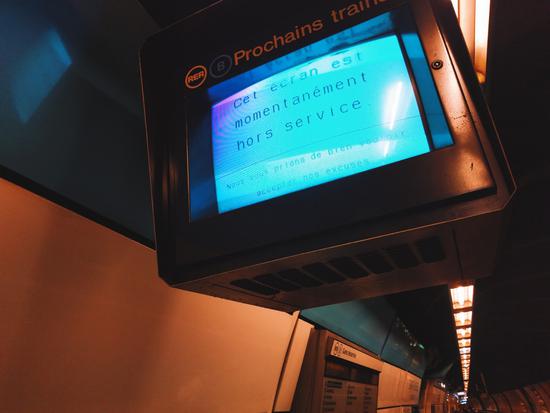 RER B Prochains trains
Cet écran est
momentanément
hors service.
Nous vous prions de bien vouloir
accepter nos excuses